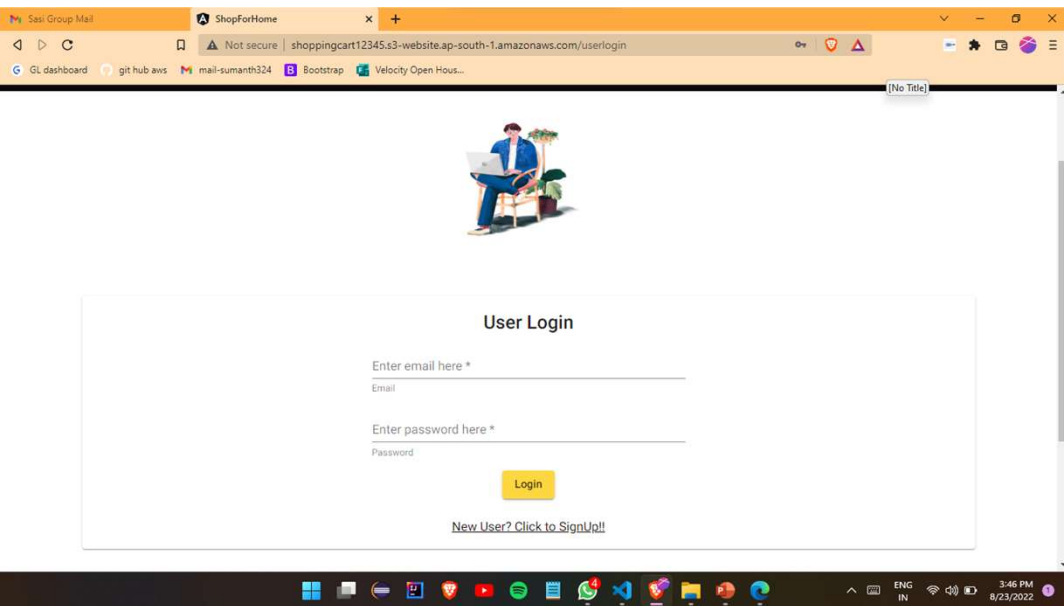 Sasi Group Mail
ShopForHome
Not secure shoppingcart12345.s3-website.ap-south-1.amazonaws.com/userlogin
G GL dashboard git hub aws mail-sumanth324 B Bootstrap Velocity Open Hous...
[No Title]
User Login
Enter email here *
Email
Enter password here *
Password
Login
New User? Click to SignUp!!
4
ENG 3:46 PM
IN 8/23/2022 1